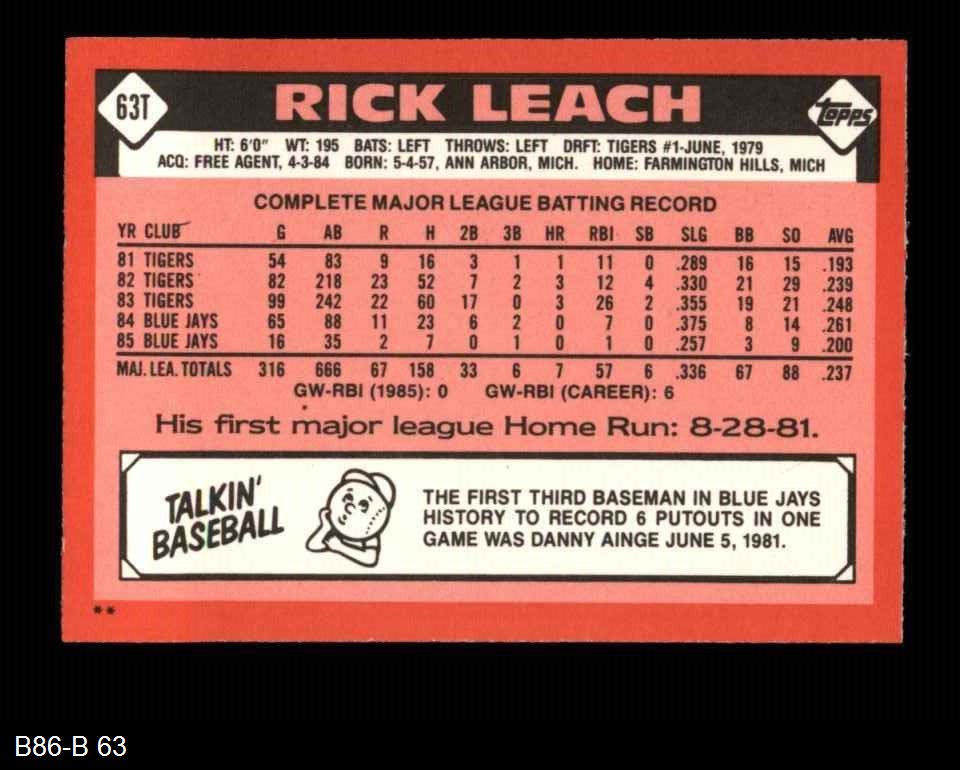 63T
RICK LEACH
TOPPS
HT: 6'0" WT: 195 BATS: LEFT THROWS: LEFT DRFT: TIGERS #1-JUNE, 1979
ACQ: FREE AGENT, 4-3-84 BORN: 5-4-57, ANN ARBOR, MICH. HOME: FARMINGTON HILLS, MICH
COMPLETE MAJOR LEAGUE BATTING RECORD
YR CLUB G AB R H 2B 3B HR RBI SB SLG BB SO AVG
81 TIGERS 54 83 9 16 3 1 1 11 0 .289 16 15 .193
82 TIGERS 82 218 23 52 7 2 3 12 4 .330 21 29 .239
83 TIGERS 99 242 22 60 17 0 3 26 2 .355 19 21 .248
84 BLUE JAYS 65 88 11 23 6 2 0 7 0 .375 8 14 .261
85 BLUE JAYS 16 35 2 7 0 1 0 1 0 .257 3 9 .200
MAJ. LEA. TOTALS 316 666 67 158 33 6 7 57 6 .336 67 88 .237
GW-RBI (1985): 0 GW-RBI (CAREER): 6
His first major league Home Run: 8-28-81.
TALKIN'
BASEBALL
THE FIRST THIRD BASEMAN IN BLUE JAYS
HISTORY TO RECORD 6 PUTOUTS IN ONE
GAME WAS DANNY AINGE JUNE 5, 1981.
**
B86-B 63